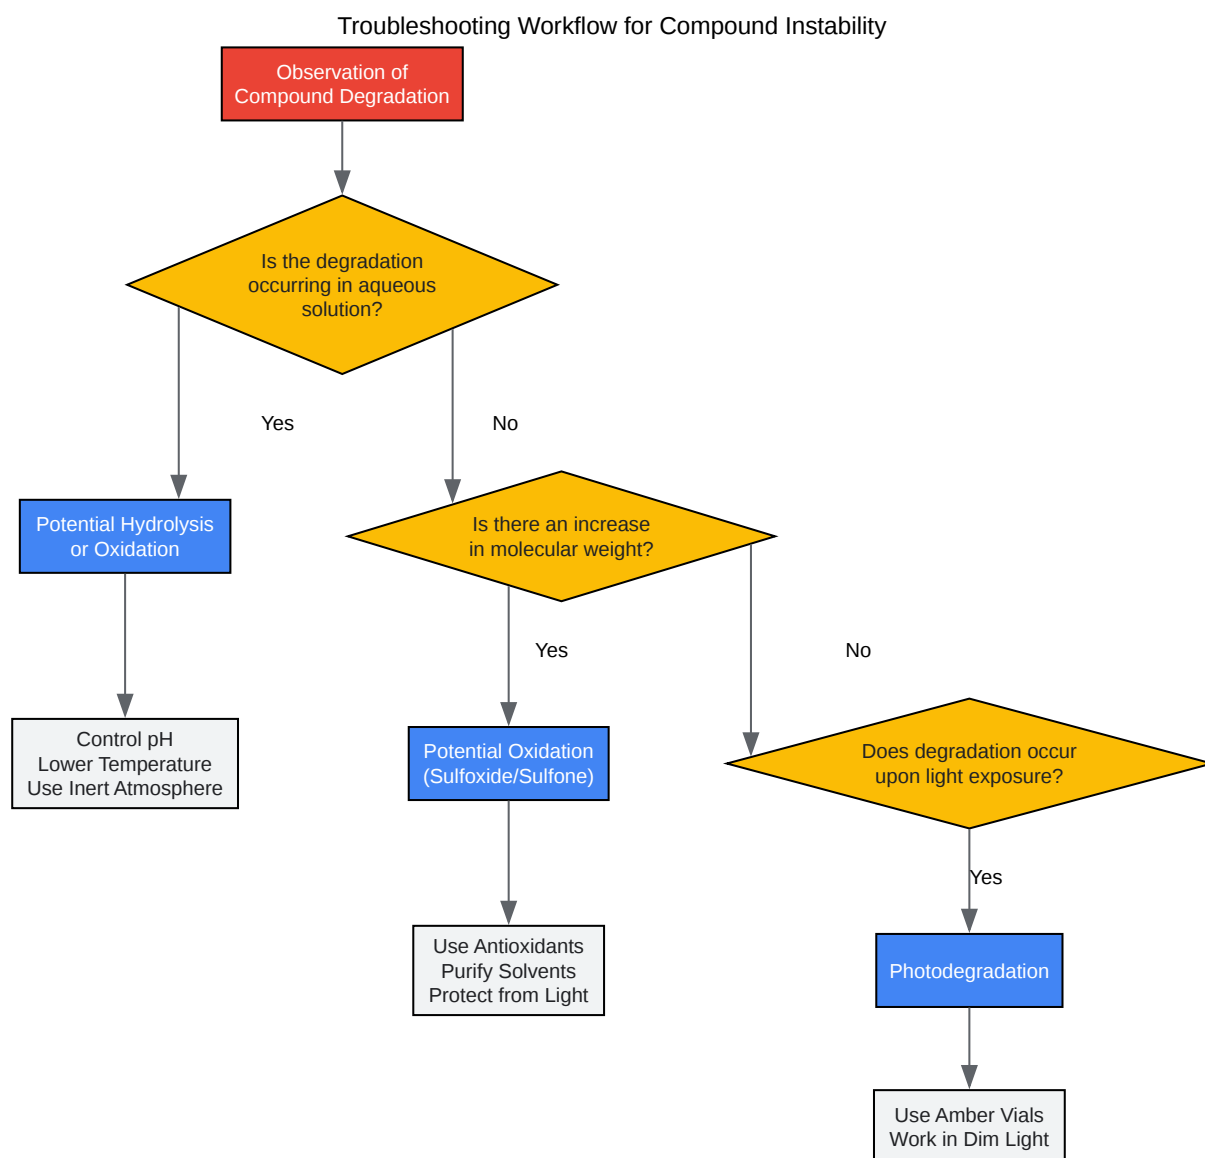 Troubleshooting Workflow for Compound Instability
Observation of
Compound Degradation
Is the degradation
occurring in aqueous
solution?
Yes
No
Potential Hydrolysis
or Oxidation
Is there an increase
in molecular weight?
Yes
No
Control pH
Lower Temperature
Use Inert Atmosphere
Potential Oxidation
(Sulfoxide/Sulfone)
Does degradation occur
upon light exposure?
Yes
Use Antioxidants
Purify Solvents
Protect from Light
Photodegradation
Use Amber Vials
Work in Dim Light